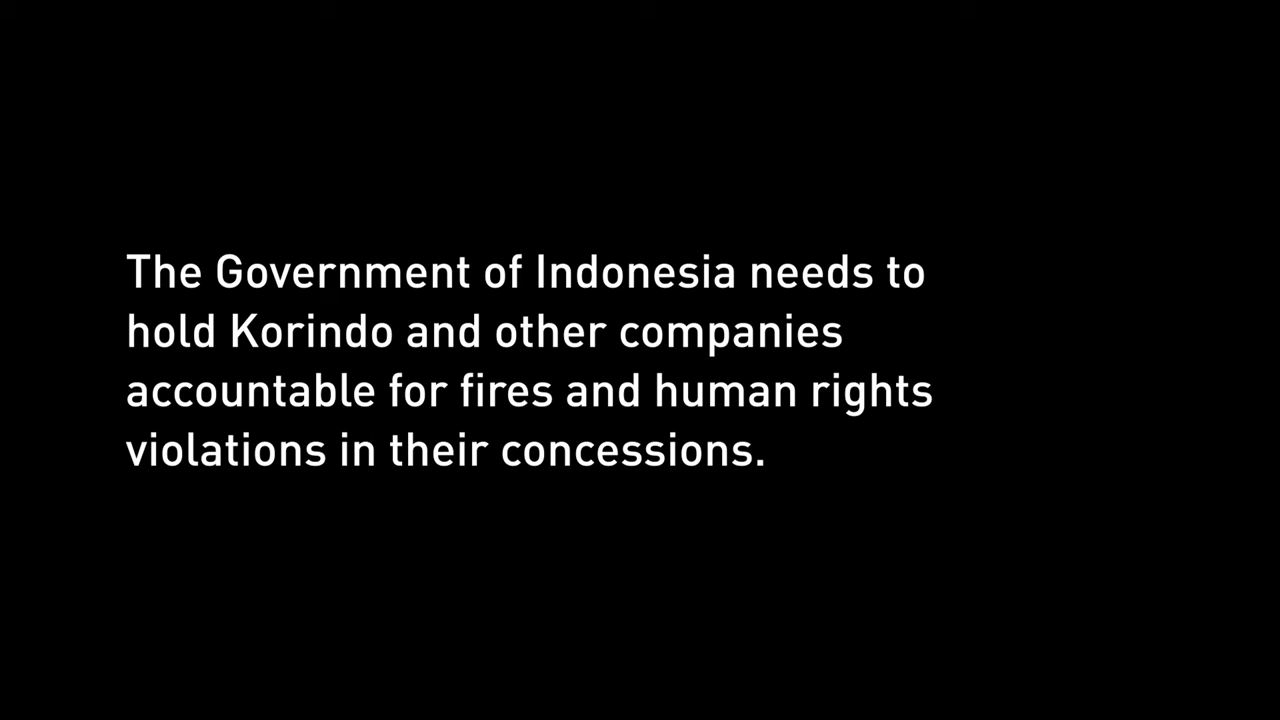 The Government of Indonesia needs to
hold Korindo and other companies
accountable for fires and human rights
violations in their concessions.